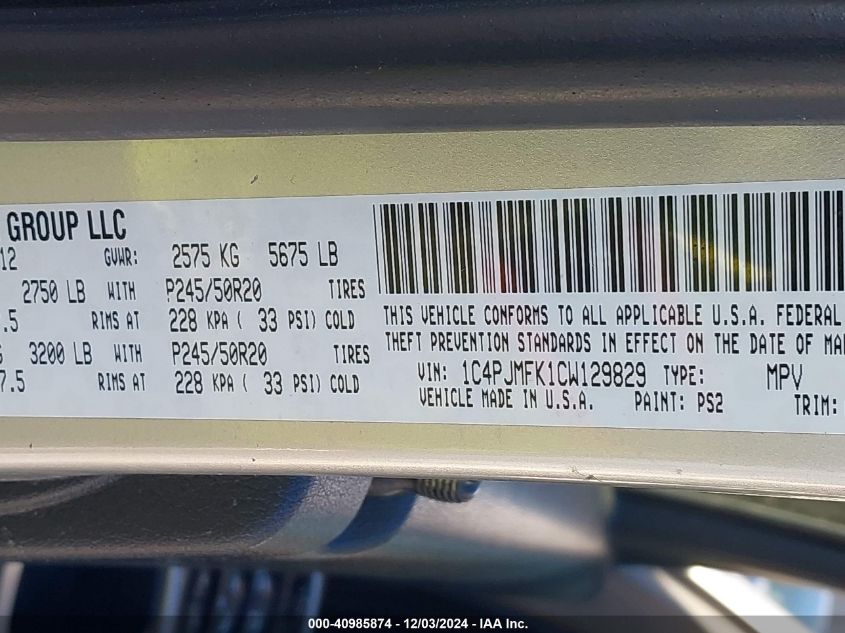 GROUP LLC
12 GVWR: 2575 KG 5675 LB
2750 LB WITH P245/50R20 TIRES
.5 RIMS AT 228 KPA ( 33 PSI) COLD
3200 LB WITH P245/50R20 TIRES
7.5 RIMS AT 228 KPA ( 33 PSI) COLD
THIS VEHICLE CONFORMS TO ALL APPLICABLE U.S.A. FEDERAL
THEFT PREVENTION STANDARDS IN EFFECT ON THE DATE OF MAN
VIN: 1C4PJMFK1CW129829 TYPE: MPV
VEHICLE MADE IN U.S.A. PAINT: PS2 TRIM:
000-40985874 - 12/03/2024 - IAA Inc.